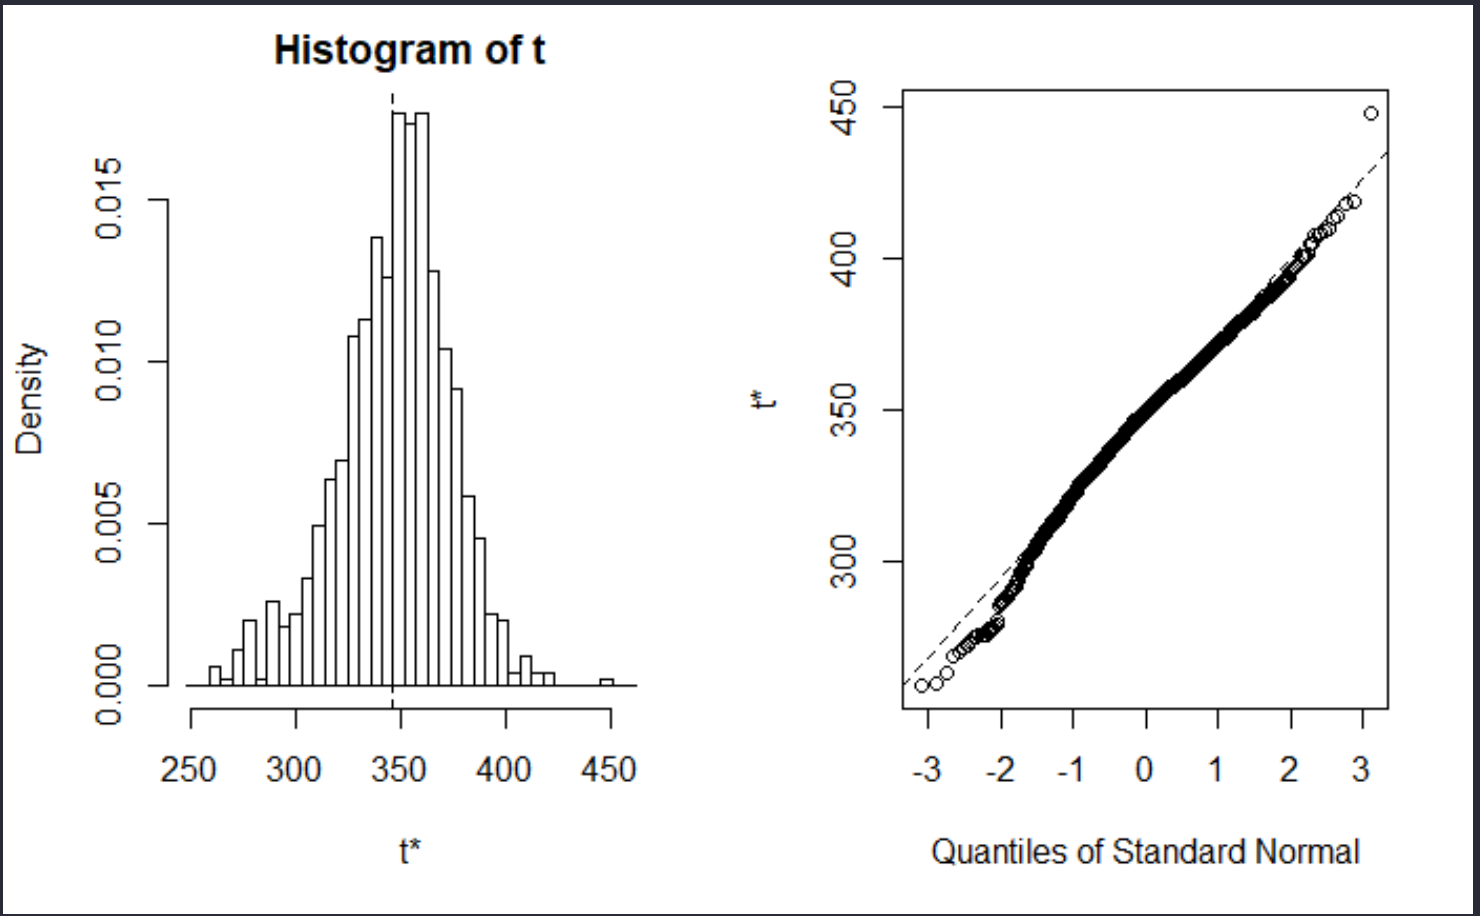 Histogram of t
Density
0.000 0.005 0.010 0.015
250 300 350 400 450
t*
t*
300 350 400 450
-3 -2 -1 0 1 2 3
Quantiles of Standard Normal